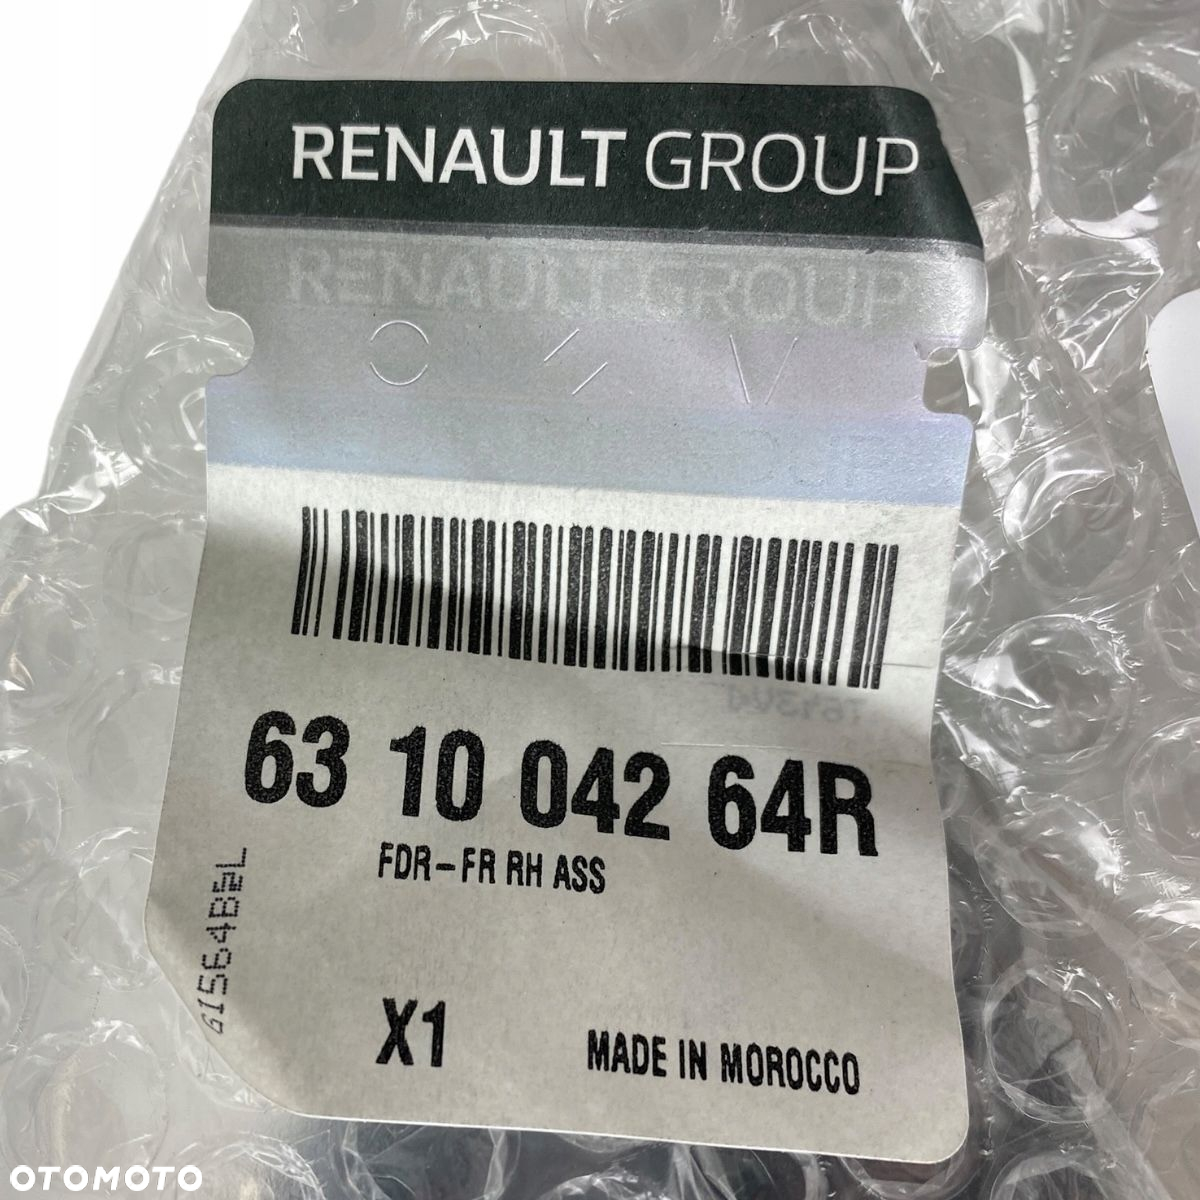 RENAULT GROUP
RENAULT GROUP
63 10 042 64R
FDR-FR RH ASS
X1
MADE IN MOROCCO
OTOMOTO